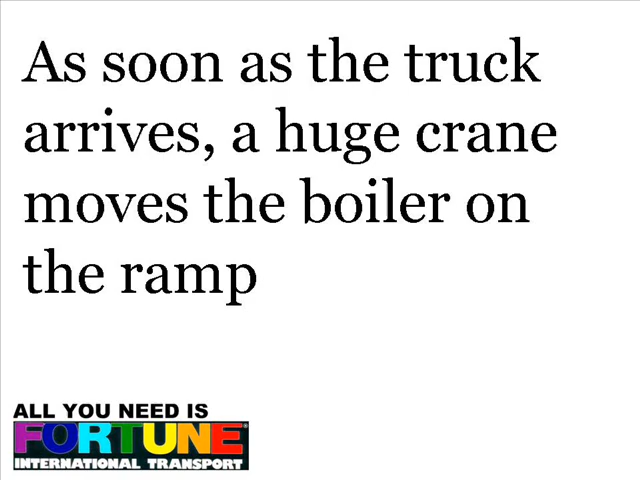 As soon as the truck
arrives, a huge crane
moves the boiler on
the ramp
ALL YOU NEED IS
FORTUNE®
INTERNATIONAL TRANSPORT